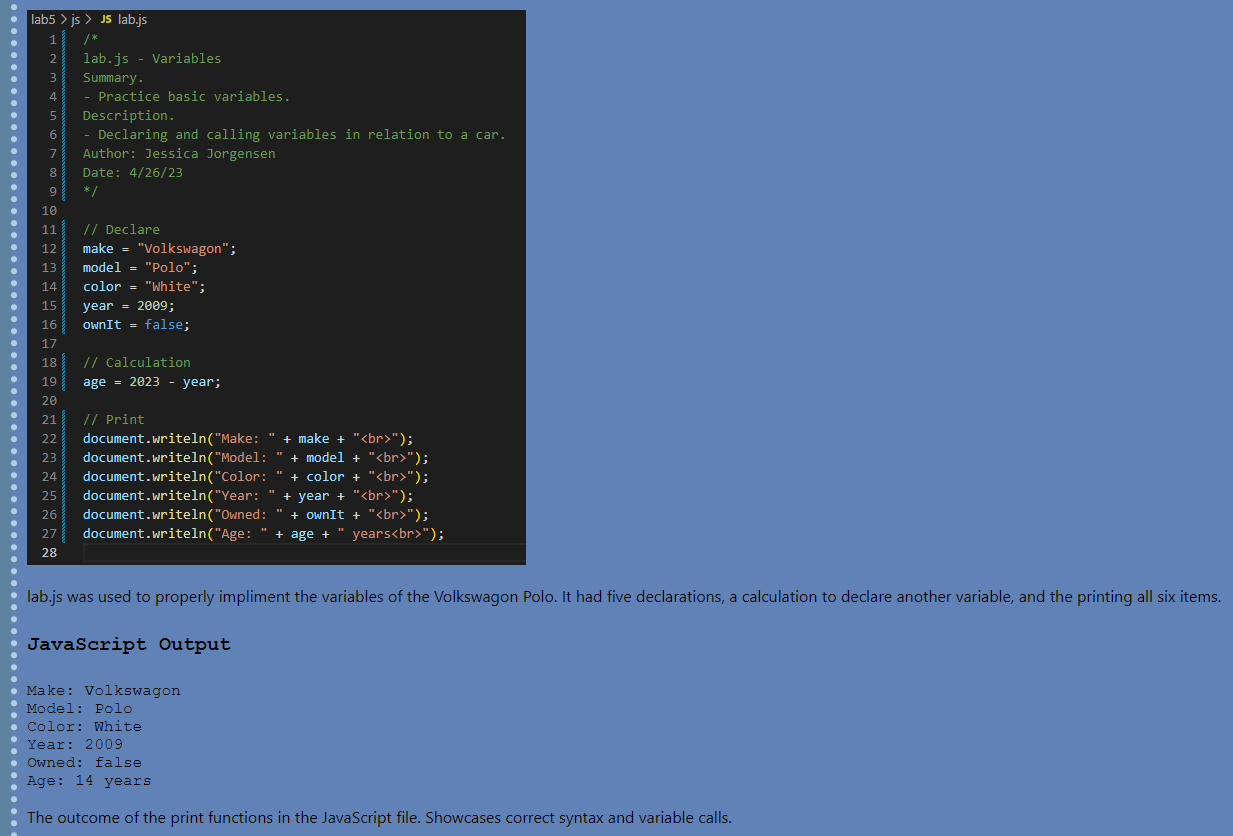 lab5 > js > JS lab.js
1 /*
2 lab.js - Variables
3 Summary.
4 - Practice basic variables.
5 Description.
6 - Declaring and calling variables in relation to a car.
7 Author: Jessica Jorgensen
8 Date: 4/26/23
9 */
10
11 // Declare
12 make = "Volkswagon";
13 model = "Polo";
14 color = "White";
15 year = 2009;
16 ownIt = false;
17
18 // Calculation
19 age = 2023 - year;
20
21 // Print
22 document.writeln("Make: " + make + "<br>");
23 document.writeln("Model: " + model + "<br>");
24 document.writeln("Color: " + color + "<br>");
25 document.writeln("Year: " + year + "<br>");
26 document.writeln("Owned: " + ownIt + "<br>");
27 document.writeln("Age: " + age + " years<br>");
28
lab.js was used to properly impliment the variables of the Volkswagon Polo. It had five declarations, a calculation to declare another variable, and the printing all six items.
JavaScript Output
Make: Volkswagon
Model: Polo
Color: White
Year: 2009
Owned: false
Age: 14 years
The outcome of the print functions in the JavaScript file. Showcases correct syntax and variable calls.